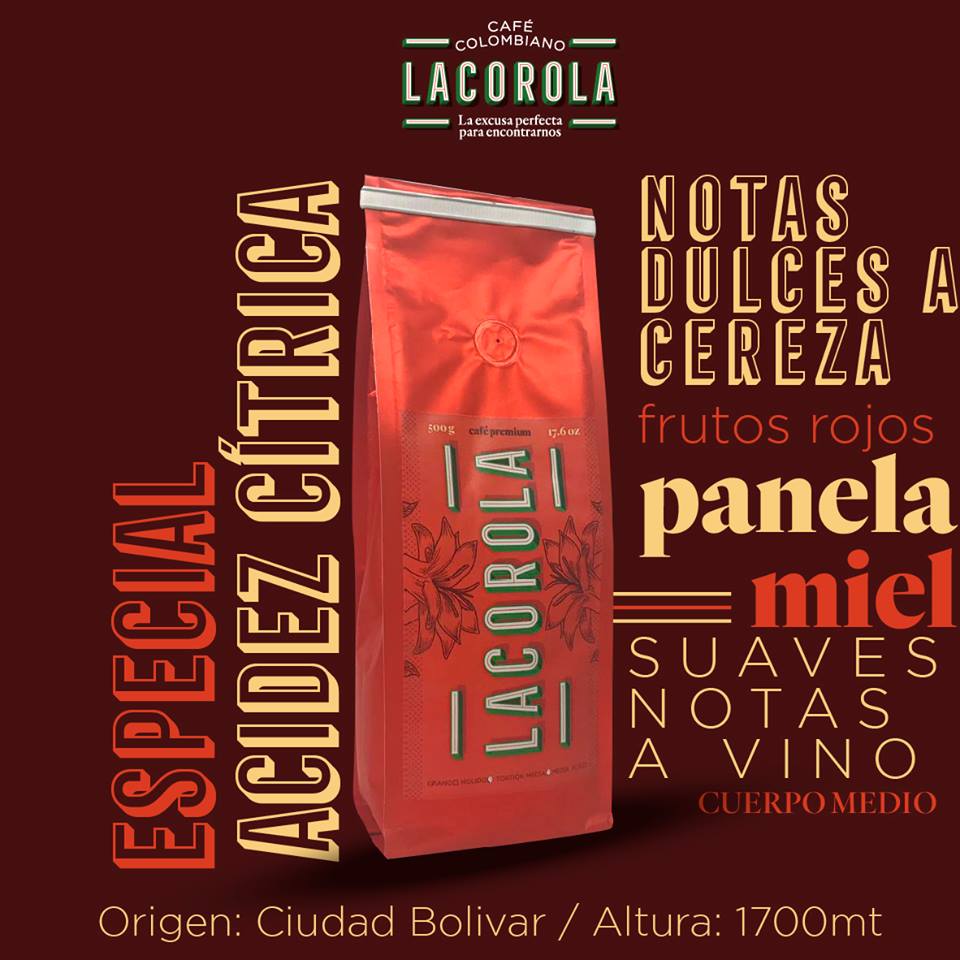 CAFÉ
COLOMBIANO
LACOROLA
La excusa perfecta
para encontrarnos
ESPECIAL
ACIDEZ CÍTRICA
500 g café premium 17,6 oz
LACOROLA
NOTAS
DULCES A
CEREZA
frutos rojos
panela
miel
SUAVES
NOTAS
A VINO
CUERPO MEDIO
Origen: Ciudad Bolivar / Altura: 1700mt